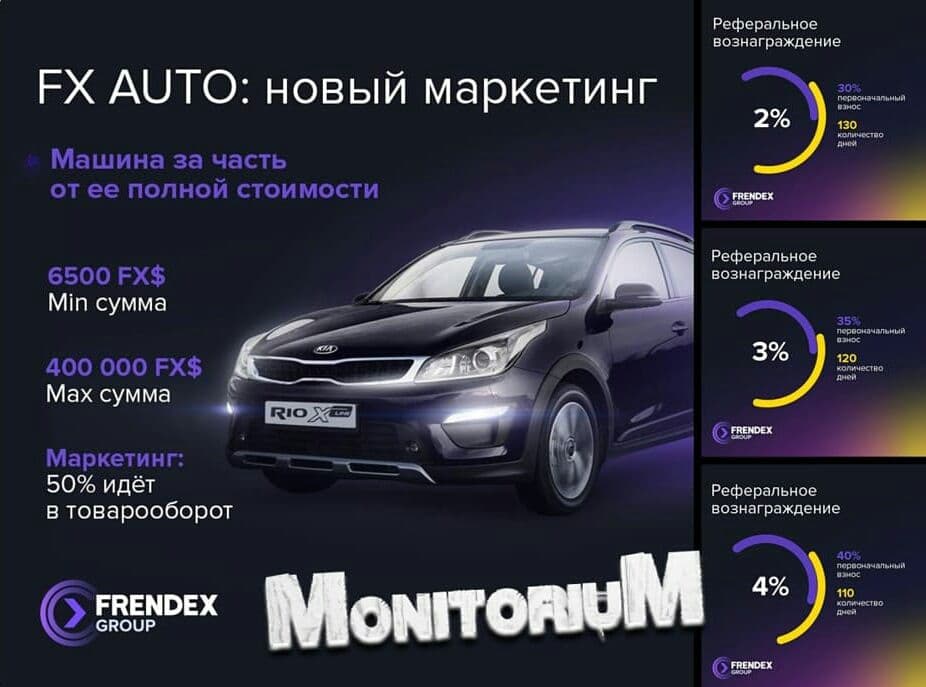 FX AUTO: новый маркетинг
Машина за часть
от ее полной стоимости
6500 FX$
Min сумма
400 000 FX$
Max сумма
Маркетинг:
50% идёт
в товарооборот
KIA
RIO X LINE
FRENDEX
GROUP
MONITORIUM
Реферальное
вознаграждение
2%
30%
первоначальный
взнос
130
количество
дней
FRENDEX
GROUP
Реферальное
вознаграждение
3%
35%
первоначальный
взнос
120
количество
дней
FRENDEX
GROUP
Реферальное
вознаграждение
4%
40%
первоначальный
взнос
110
количество
дней
FRENDEX
GROUP